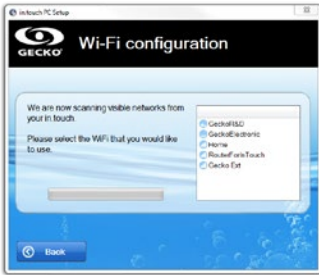 in.touch PC Setup
GECKO
Wi-Fi configuration
We are now scanning visible networks from
your in.touch
Please select the WiFi that you would like
to use.
GeckoR&D
GeckoElectronic
Home
RouterForinTouch
Gecko Ext
Back